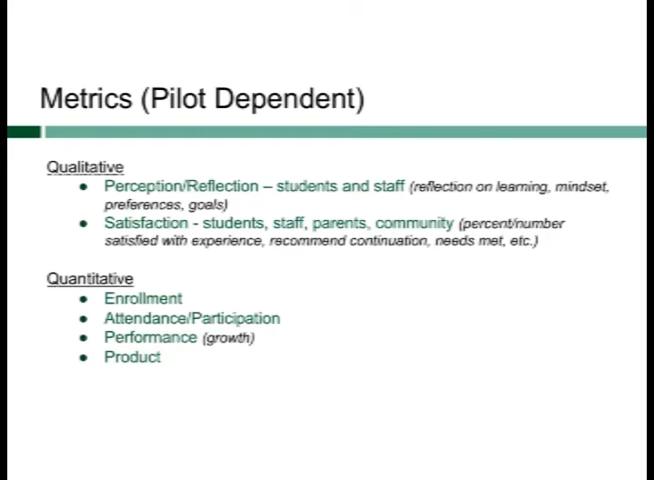 Metrics (Pilot Dependent)
Qualitative
● Perception/Reflection – students and staff (reflection on learning, mindset,
preferences, goals)
● Satisfaction - students, staff, parents, community (percent/number
satisfied with experience, recommend continuation, needs met, etc.)
Quantitative
● Enrollment
● Attendance/Participation
● Performance (growth)
● Product